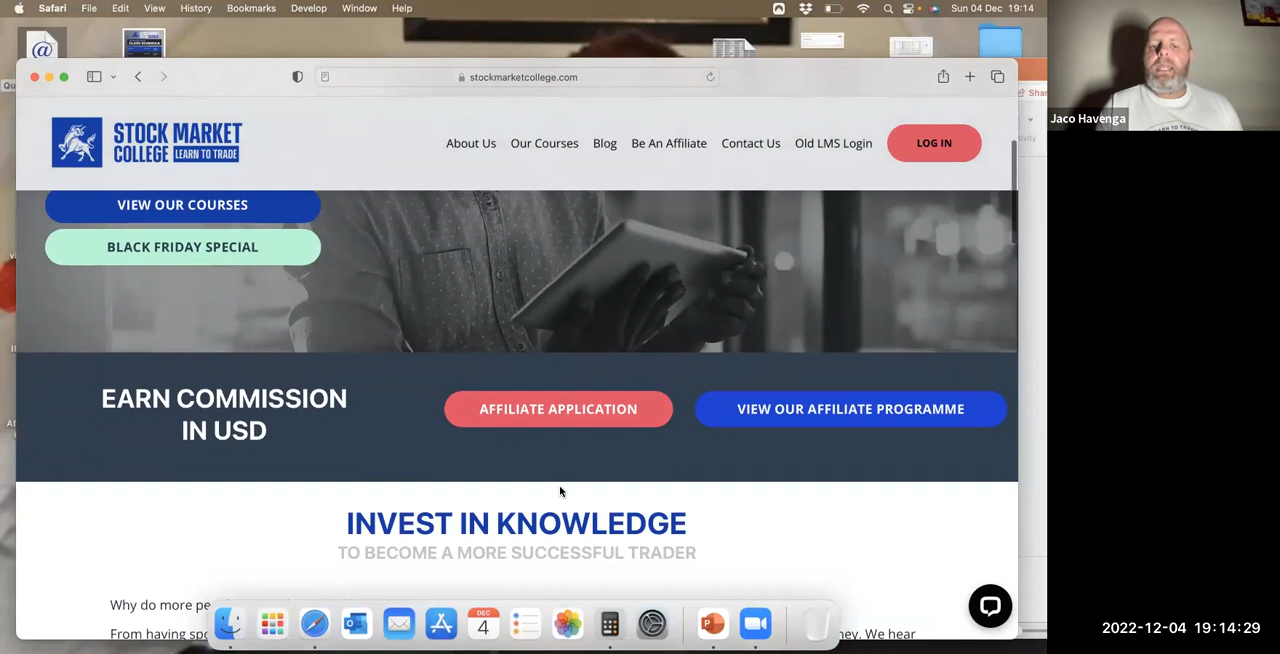 Safari File Edit View History Bookmarks Develop Window Help
Sun 04 Dec 19:14
stockmarketcollege.com
Jaco Havenga
STOCK MARKET
COLLEGE LEARN TO TRADE
About Us Our Courses Blog Be An Affiliate Contact Us Old LMS Login LOG IN
VIEW OUR COURSES
BLACK FRIDAY SPECIAL
EARN COMMISSION
IN USD
AFFILIATE APPLICATION
VIEW OUR AFFILIATE PROGRAMME
INVEST IN KNOWLEDGE
TO BECOME A MORE SUCCESSFUL TRADER
Why do more
From having
We hear
DEC
4
2022-12-04 19:14:29